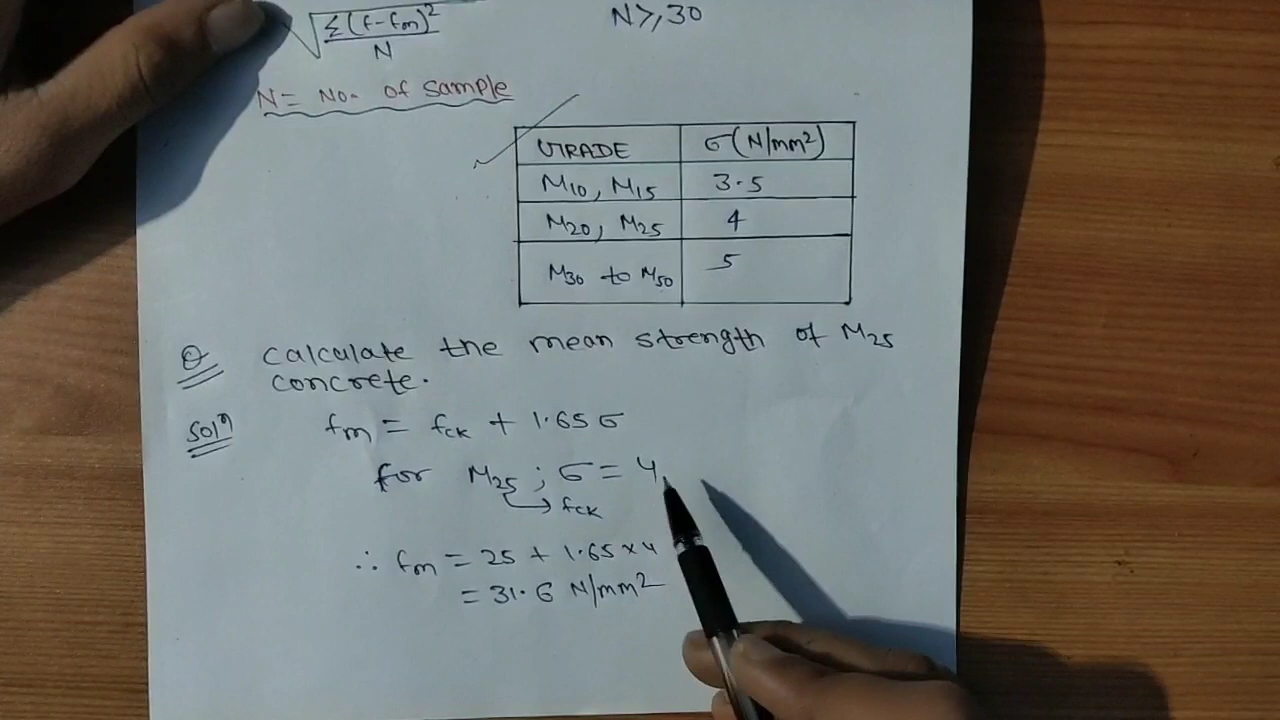 √Σ(f-fm)²/N N≥30
N = No. of sample
GRADE σ(N/mm²)
M10, M15 3.5
M20, M25 4
M30 to M50 5
Q Calculate the mean strength of M25
concrete.
Solⁿ fm = fck + 1.65σ
for M25 ; σ = 4
fck
∴ fm = 25 + 1.65×4
= 31.6 N/mm²